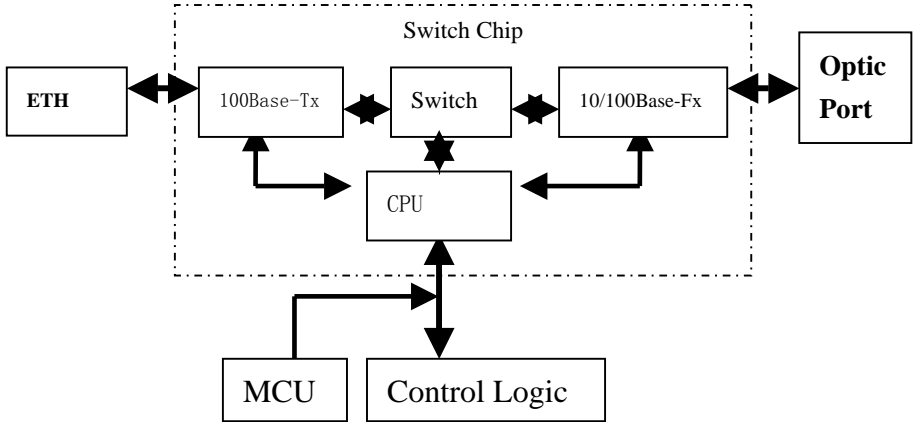 Switch Chip
ETH
100Base-Tx
Switch
10/100Base-Fx
Optic
Port
CPU
MCU
Control Logic